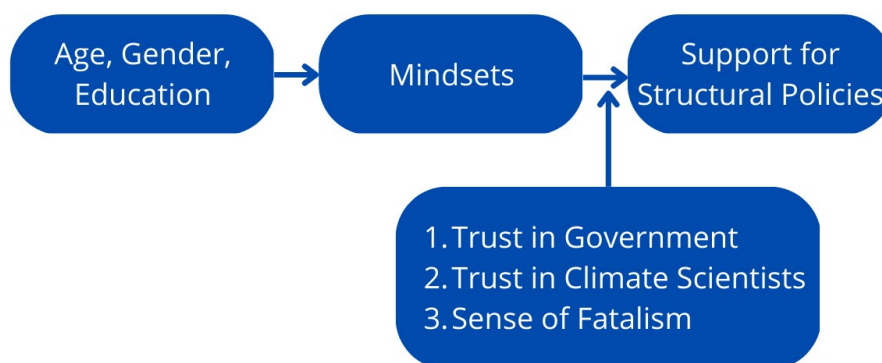 Age, Gender,
Education
Mindsets
Support for
Structural Policies
1. Trust in Government
2. Trust in Climate Scientists
3. Sense of Fatalism